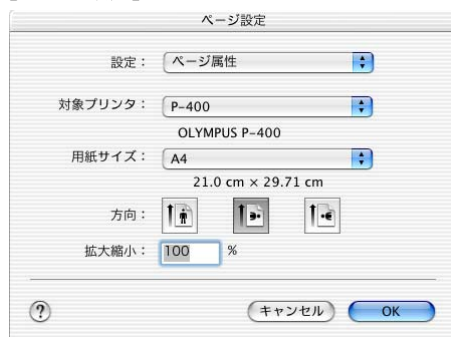 ページ設定
設定： ページ属性
対象プリンタ： P-400
OLYMPUS P-400
用紙サイズ： A4
21.0 cm × 29.71 cm
方向：
拡大縮小： 100 %
? キャンセル OK